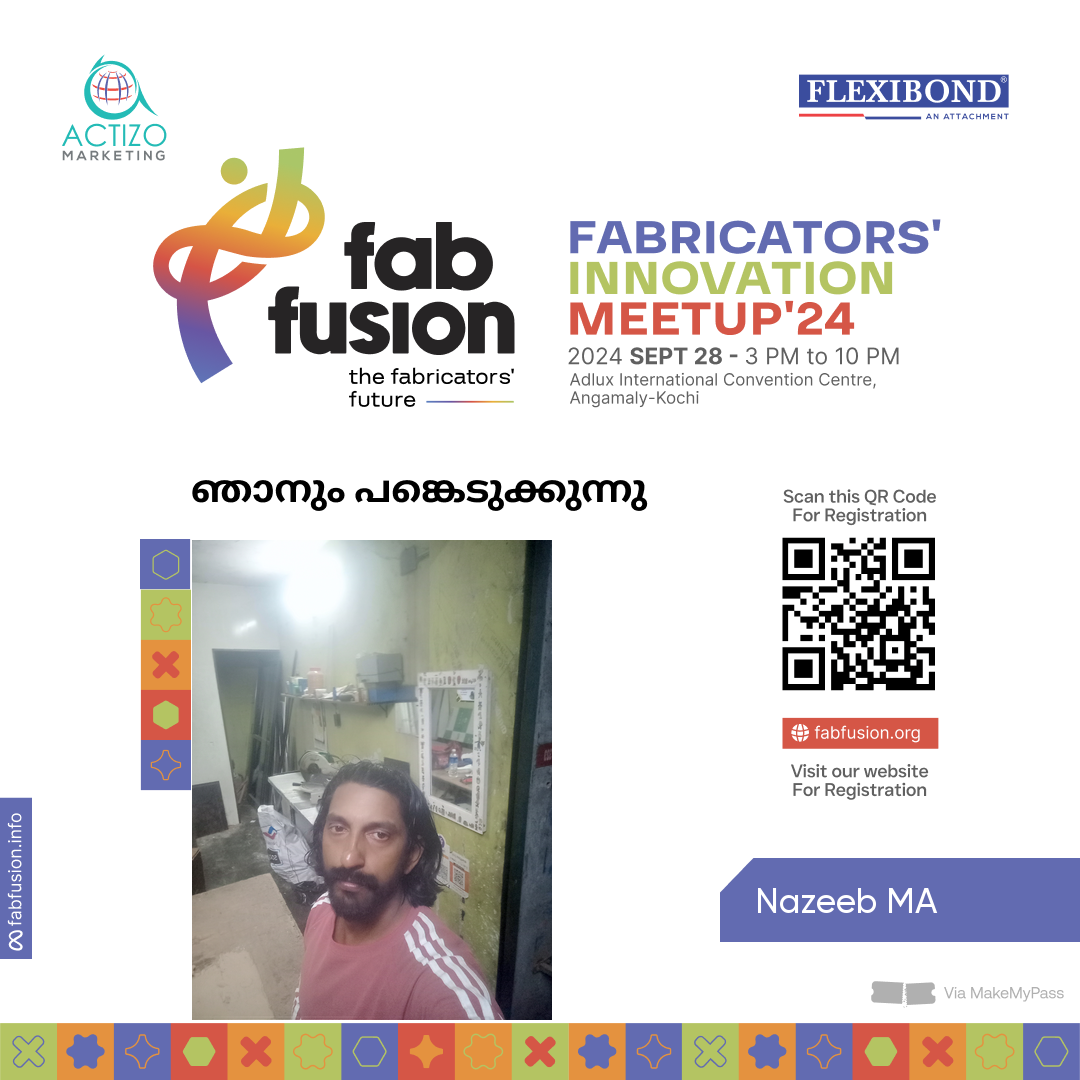 ACTIZO
MARKETING
FLEXIBOND®
AN ATTACHMENT
fab
fusion
the fabricators'
future
FABRICATORS'
INNOVATION
MEETUP'24
2024 SEPT 28 - 3 PM to 10 PM
Adlux International Convention Centre,
Angamaly-Kochi
ഞാനും പങ്കെടുക്കുന്നു
Scan this QR Code
For Registration
fabfusion.org
Visit our website
For Registration
fabfusion.info
Nazeeb MA
Via MakeMyPass